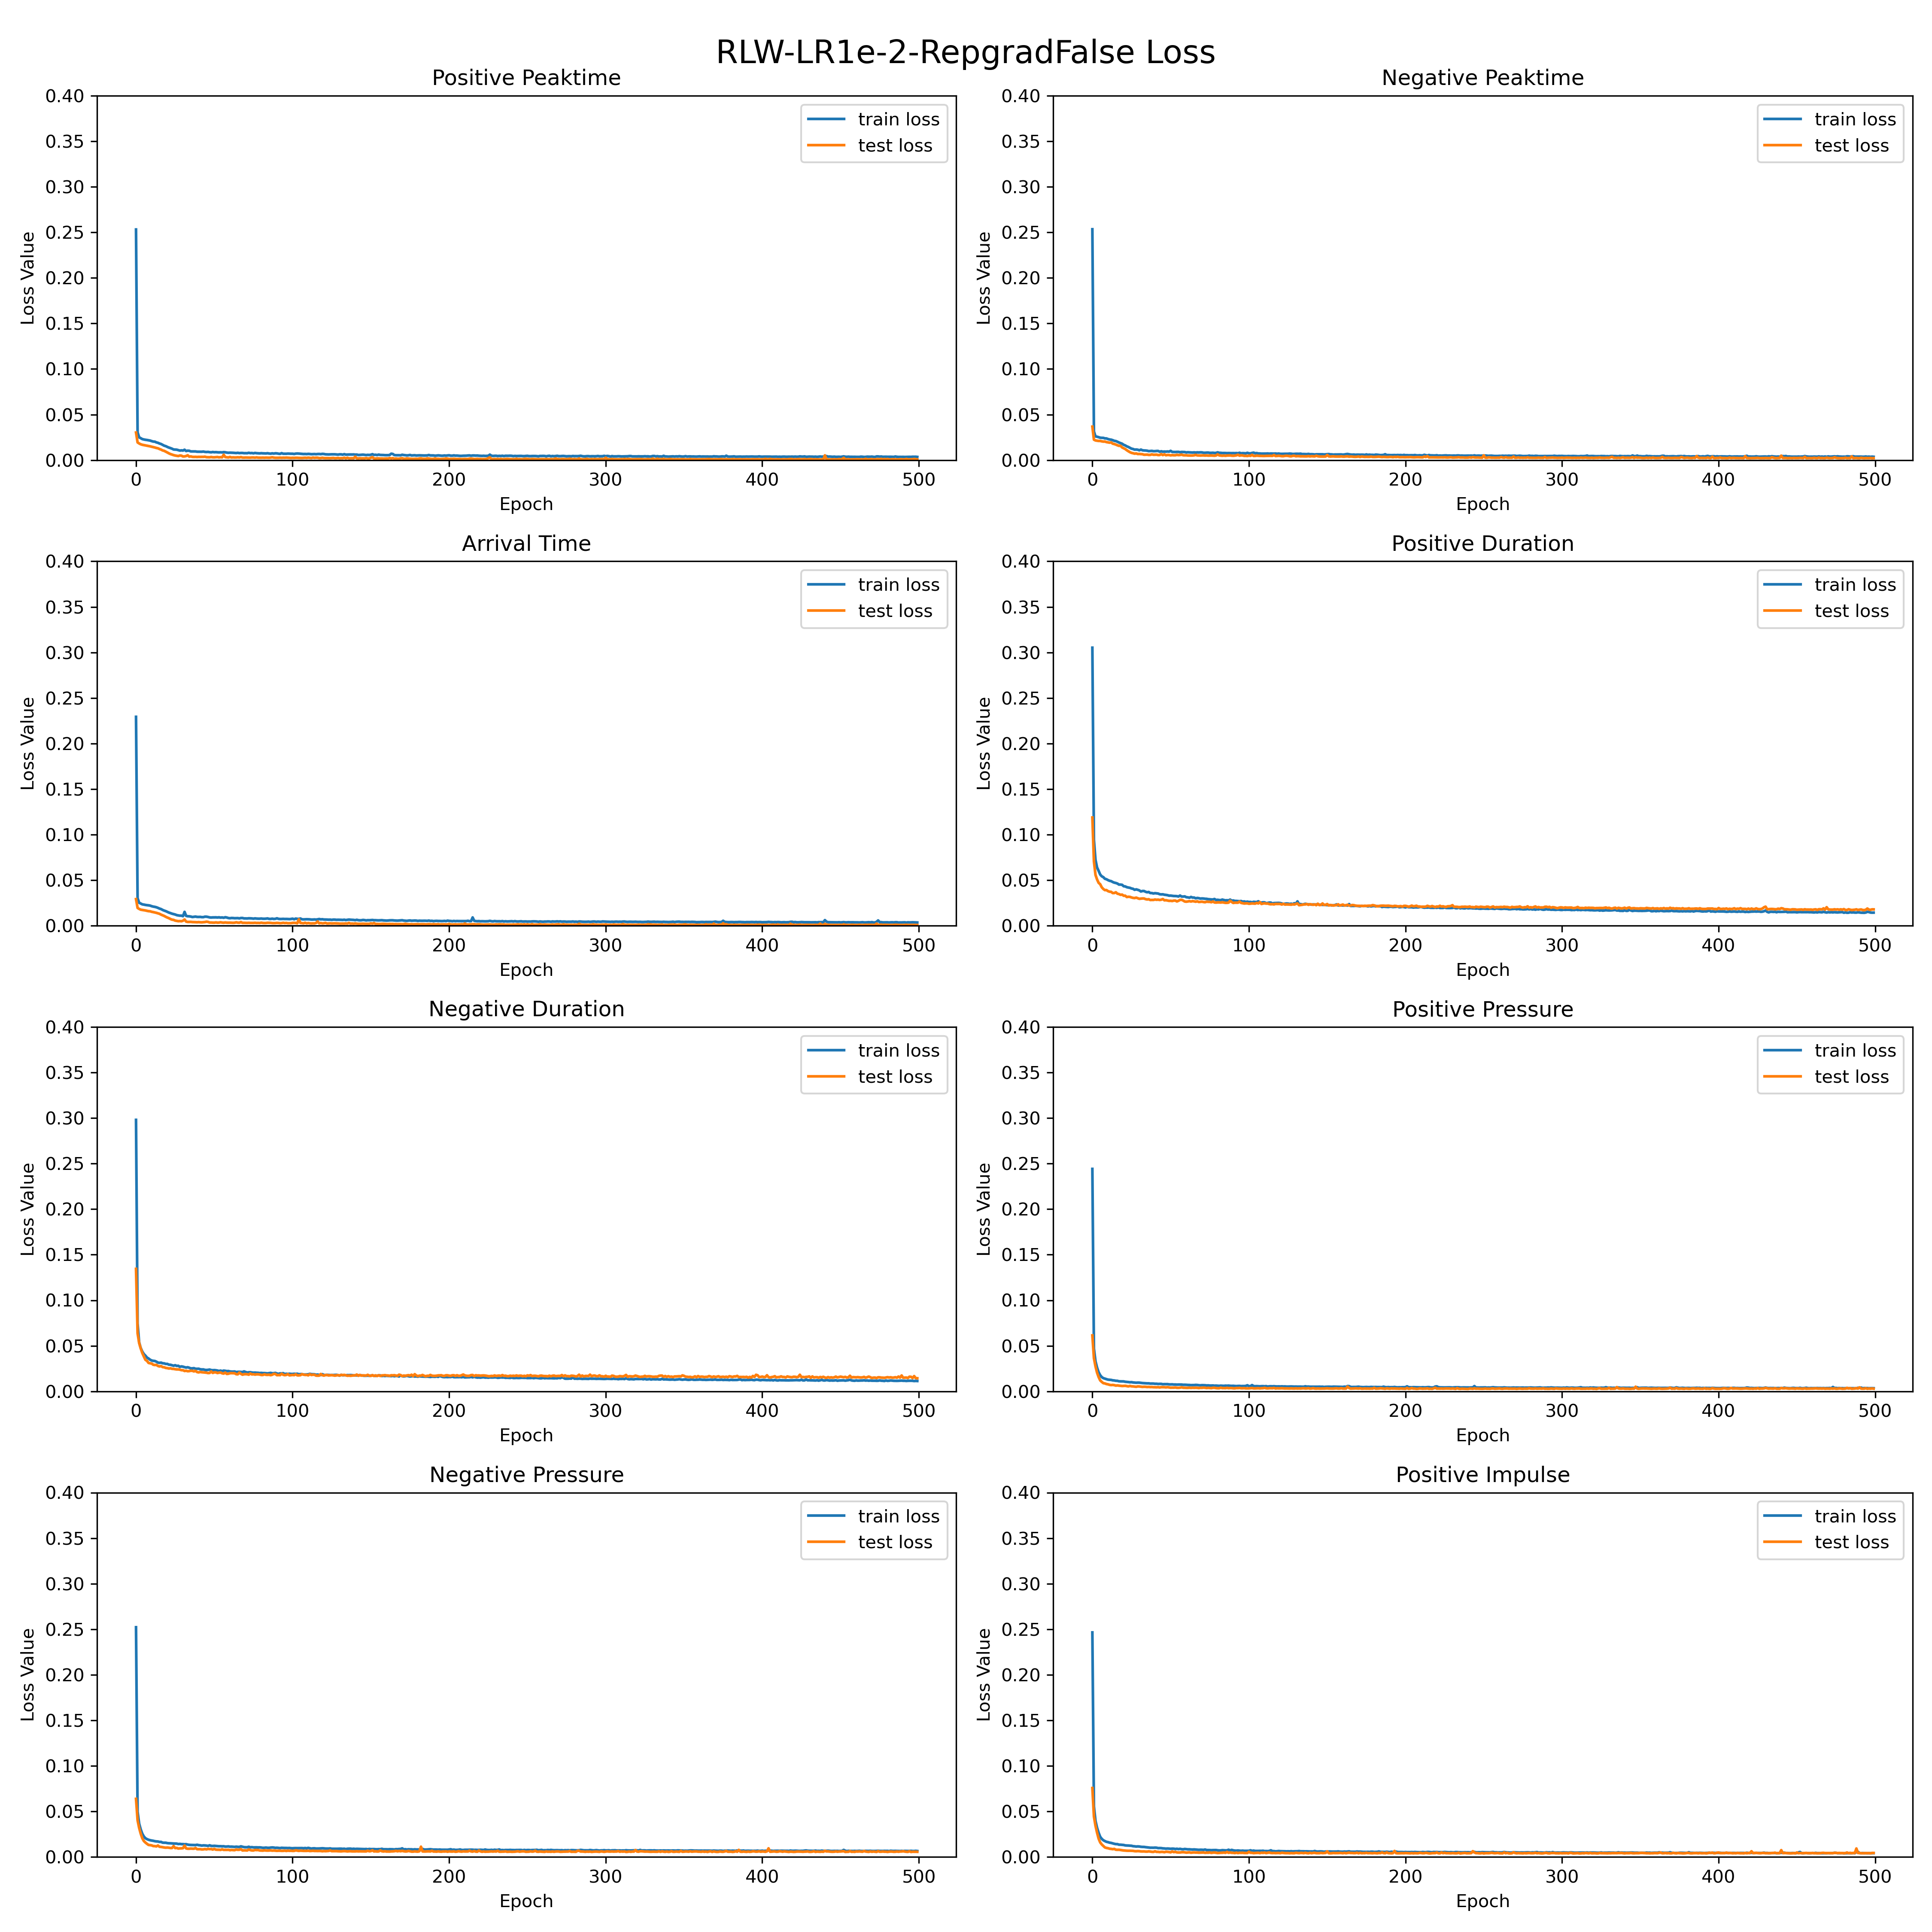 RLW-LR1e-2-RepgradFalse Loss
Positive Peaktime
Loss Value
0.40
0.35
0.30
0.25
0.20
0.15
0.10
0.05
0.00
train loss
test loss
0 100 200 300 400 500
Epoch
Negative Peaktime
Loss Value
0.40
0.35
0.30
0.25
0.20
0.15
0.10
0.05
0.00
train loss
test loss
0 100 200 300 400 500
Epoch
Arrival Time
Loss Value
0.40
0.35
0.30
0.25
0.20
0.15
0.10
0.05
0.00
train loss
test loss
0 100 200 300 400 500
Epoch
Positive Duration
Loss Value
0.40
0.35
0.30
0.25
0.20
0.15
0.10
0.05
0.00
train loss
test loss
0 100 200 300 400 500
Epoch
Negative Duration
Loss Value
0.40
0.35
0.30
0.25
0.20
0.15
0.10
0.05
0.00
train loss
test loss
0 100 200 300 400 500
Epoch
Positive Pressure
Loss Value
0.40
0.35
0.30
0.25
0.20
0.15
0.10
0.05
0.00
train loss
test loss
0 100 200 300 400 500
Epoch
Negative Pressure
Loss Value
0.40
0.35
0.30
0.25
0.20
0.15
0.10
0.05
0.00
train loss
test loss
0 100 200 300 400 500
Epoch
Positive Impulse
Loss Value
0.40
0.35
0.30
0.25
0.20
0.15
0.10
0.05
0.00
train loss
test loss
0 100 200 300 400 500
Epoch